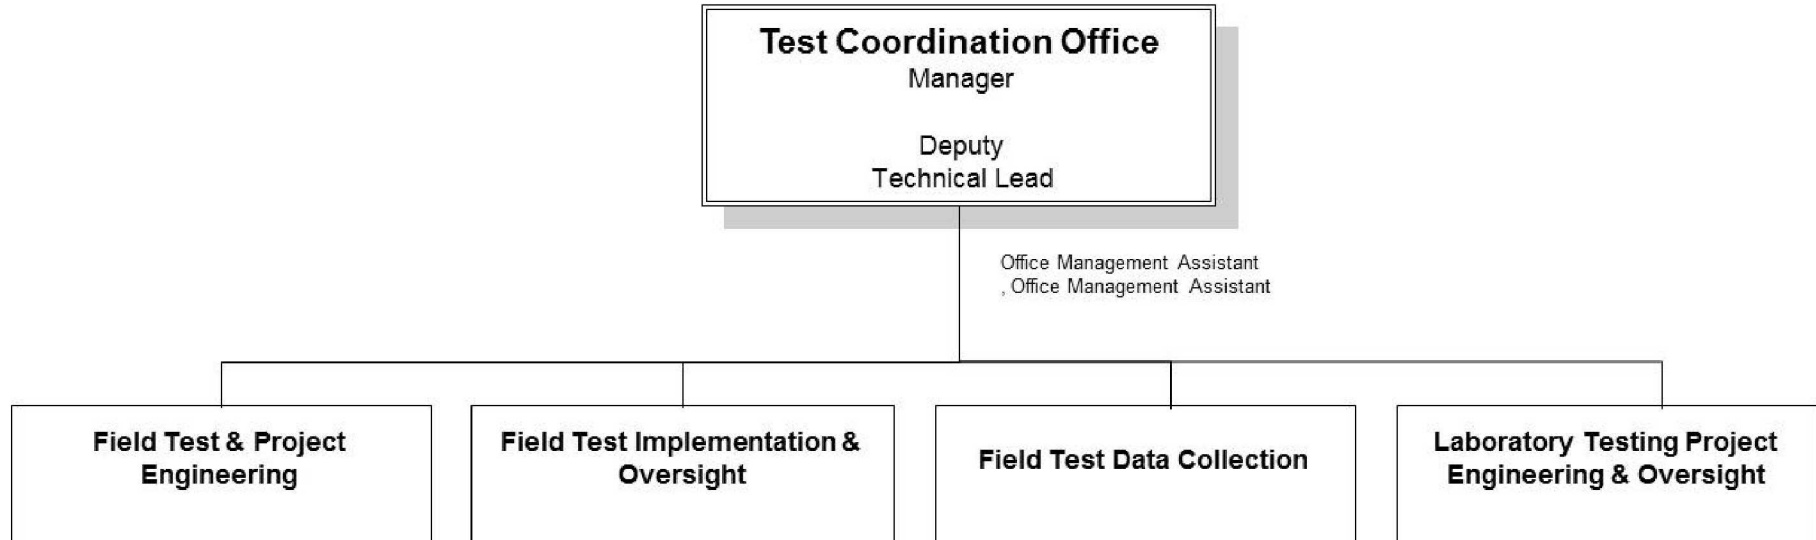 Test Coordination Office
Manager
Deputy
Technical Lead
Office Management Assistant
, Office Management Assistant
Field Test & Project
Engineering
Field Test Implementation &
Oversight
Field Test Data Collection
Laboratory Testing Project
Engineering & Oversight